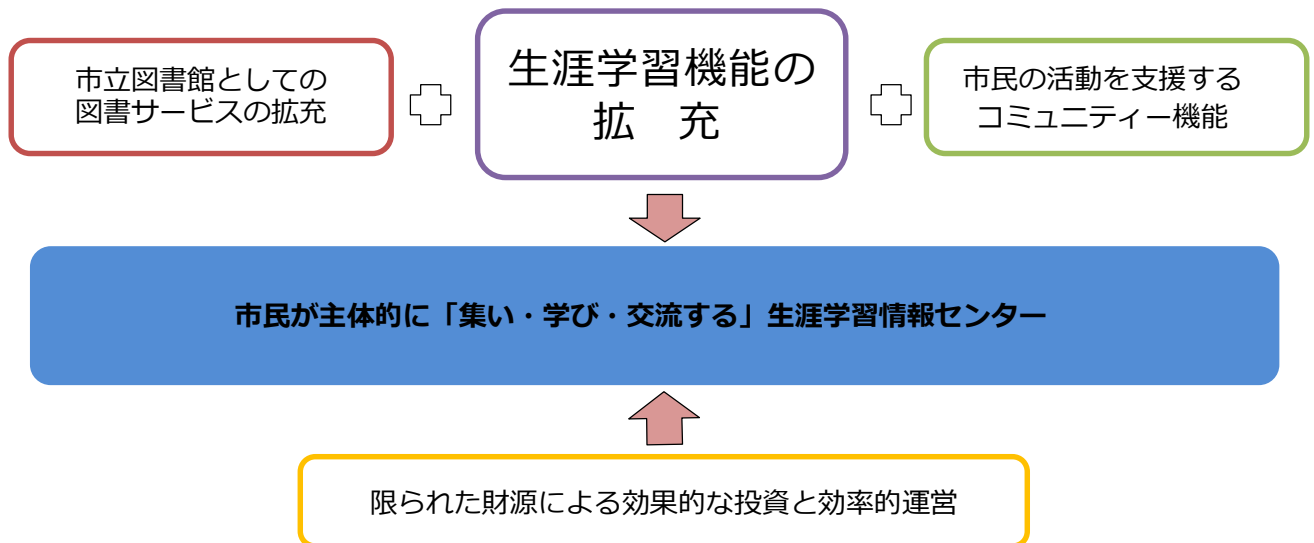 市立図書館としての
図書サービスの拡充
生涯学習機能の
拡　充
市民の活動を支援する
コミュニティー機能
市民が主体的に「集い・学び・交流する」生涯学習情報センター
限られた財源による効果的な投資と効率的運営